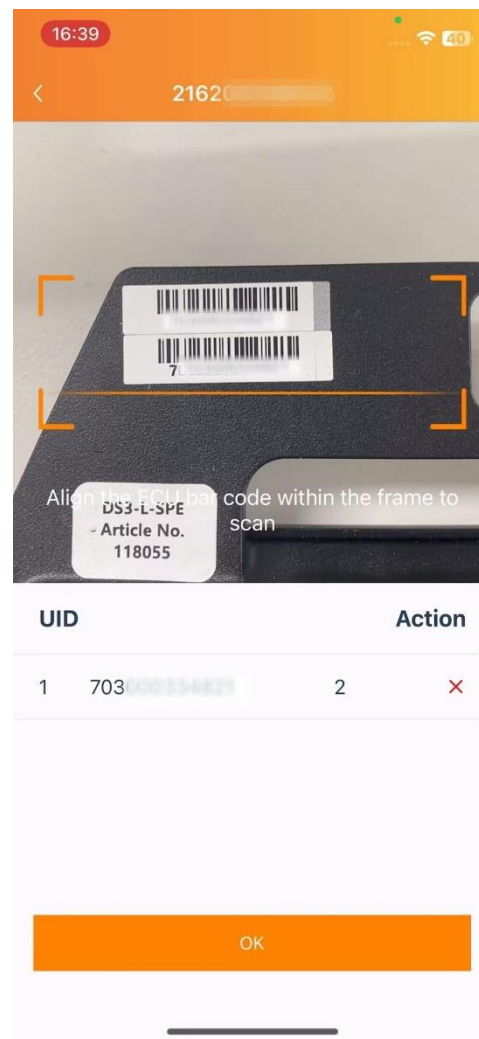 16:39
40
2162
Align the ECU bar code within the frame to
scan
DS3-L-SPE
Article No.
118055
UID Action
1 703 2 ×
OK